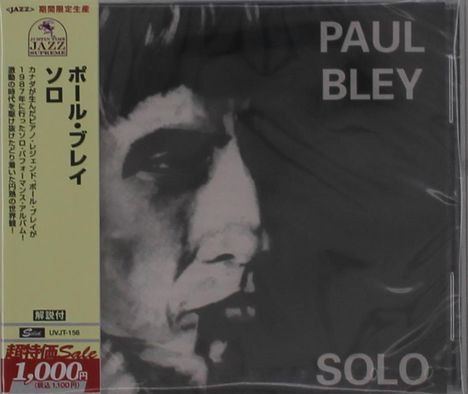 <JAZZ> 期間限定生産
JUSTIN TIME
JAZZ
SUPREME
ポール・ブレイ
ソロ
カナダが生んだピアノ・レジェンド、ポール・ブレイが
1987年に行ったソロ・パフォーマンス・アルバム!
激動の時代を駆け抜けたどり着いた円熟の世界観!
解説付
Solid UVJT-156
超特価Sale
1,000円
(税込1,100円)
PAUL
BLEY
SOLO